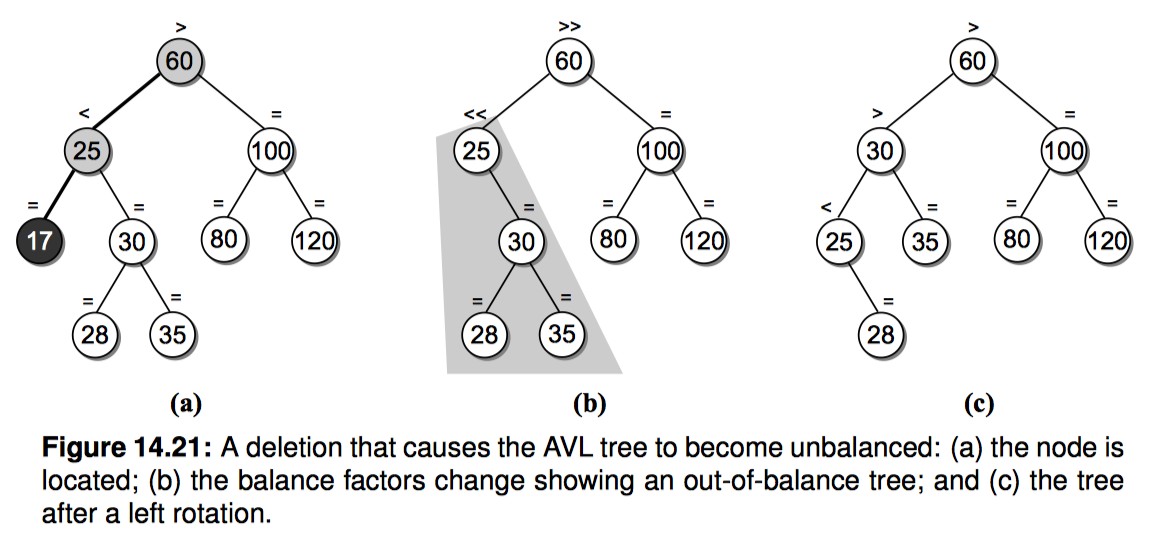 > >> >
60 60 60
< = << = > =
25 100 25 100 30 100
= = = = = = = < = = =
17 30 80 120 30 80 120 25 35 80 120
= = = = =
28 35 28 35 28
(a) (b) (c)
Figure 14.21: A deletion that causes the AVL tree to become unbalanced: (a) the node is
located; (b) the balance factors change showing an out-of-balance tree; and (c) the tree
after a left rotation.